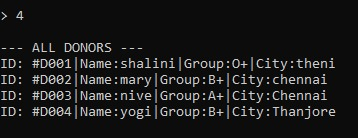 > 4
--- ALL DONORS ---
ID: #D001|Name:shalini|Group:O+|City:theni
ID: #D002|Name:mary|Group:B+|City:chennai
ID: #D003|Name:nive|Group:A+|City:Chennai
ID: #D004|Name:yogi|Group:B+|City:Thanjore